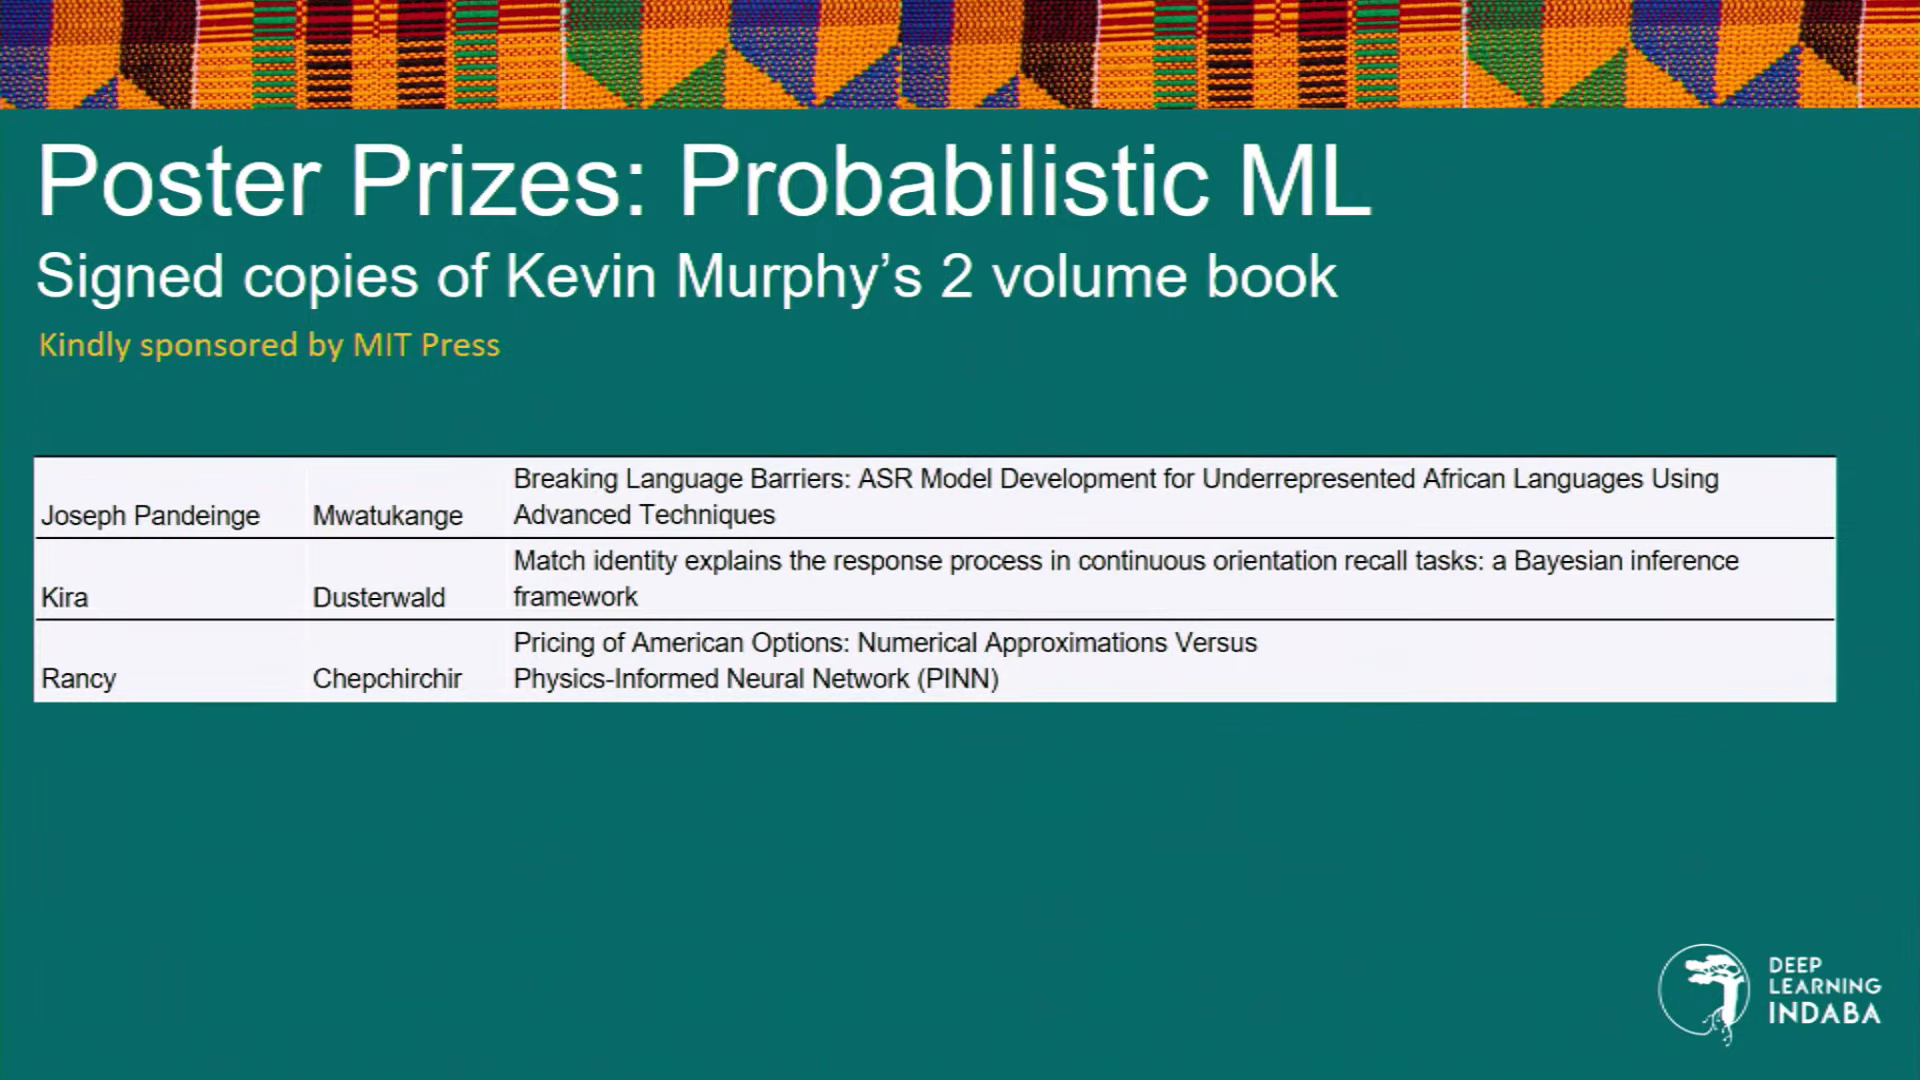 Poster Prizes: Probabilistic ML
Signed copies of Kevin Murphy’s 2 volume book
Kindly sponsored by MIT Press
Joseph Pandeinge Mwatukange Breaking Language Barriers: ASR Model Development for Underrepresented African Languages Using
Advanced Techniques
Kira Dusterwald Match identity explains the response process in continuous orientation recall tasks: a Bayesian inference
framework
Rancy Chepchirchir Pricing of American Options: Numerical Approximations Versus
Physics-Informed Neural Network (PINN)
DEEP
LEARNING
INDABA